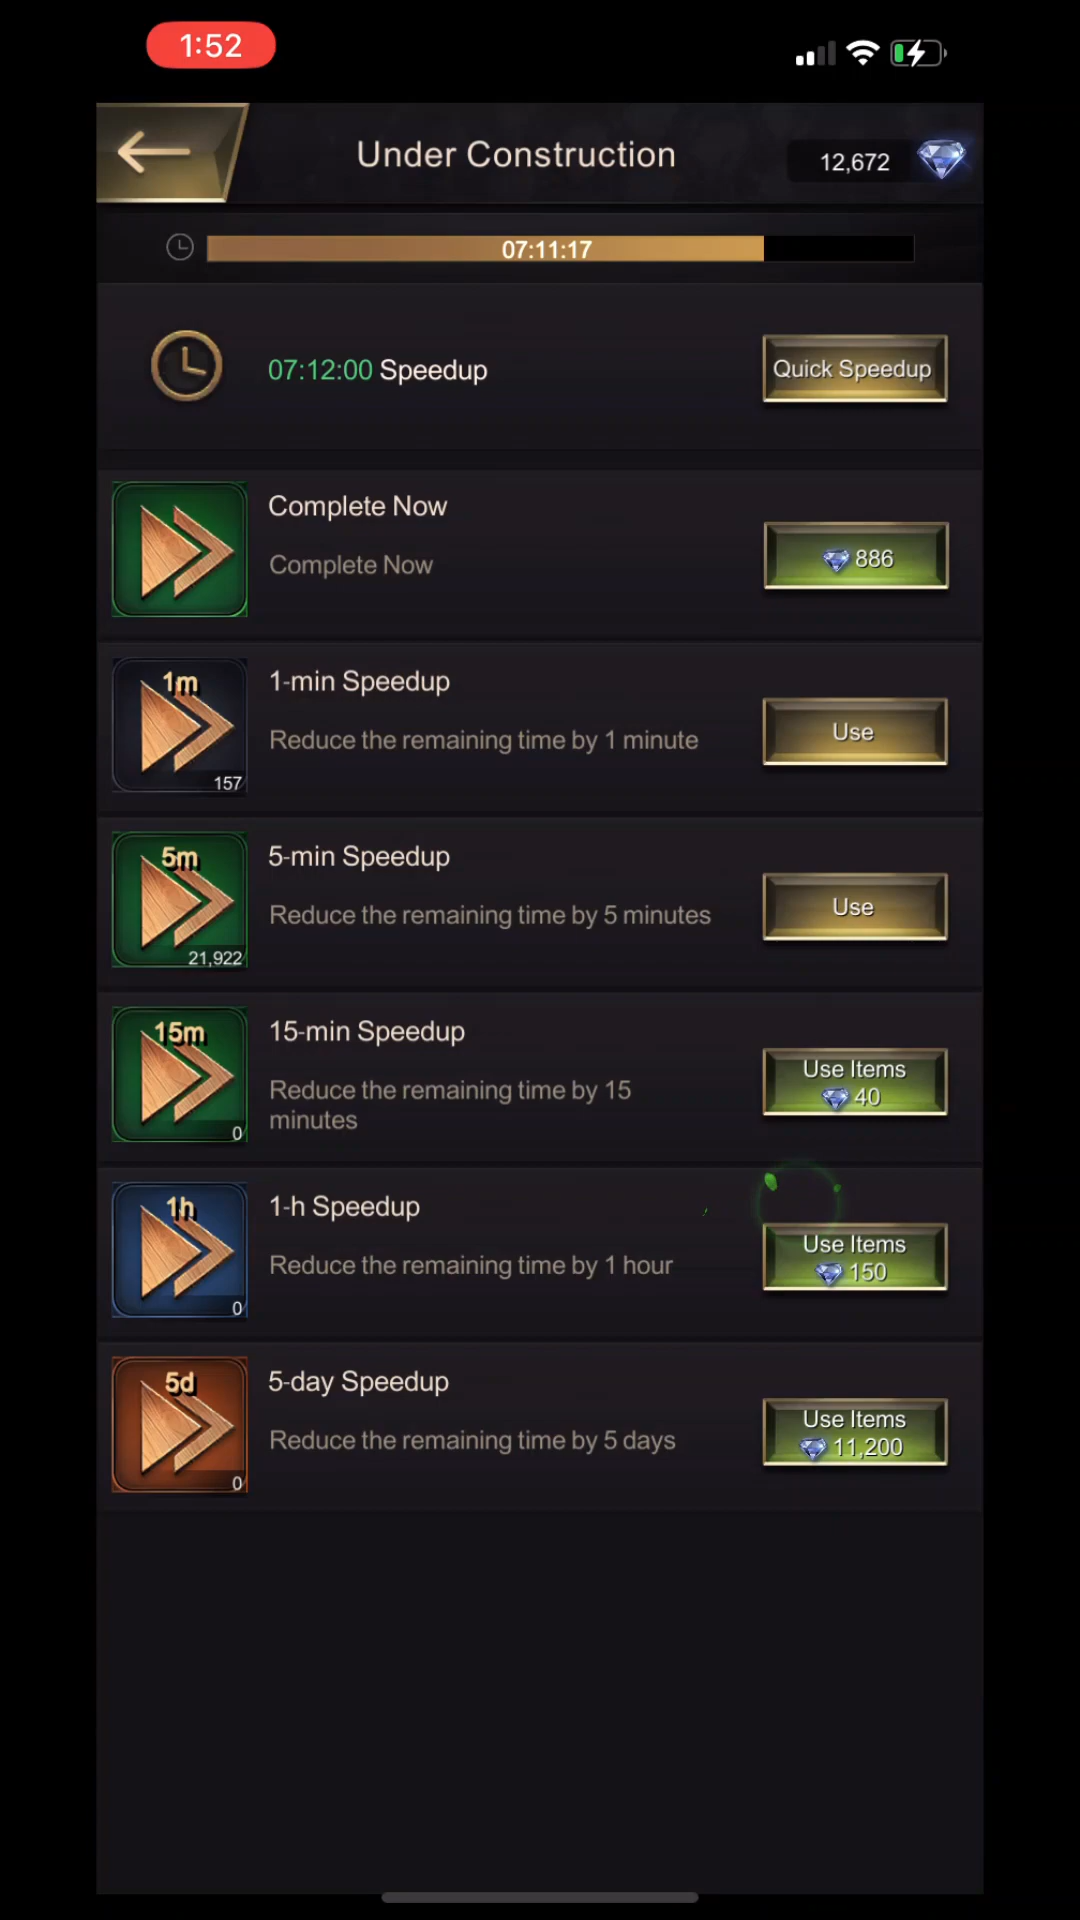 1:52
Under Construction
12,672
07:11:17
07:12:00 Speedup
Quick Speedup
Complete Now
Complete Now
886
1m
157
1-min Speedup
Reduce the remaining time by 1 minute
Use
5m
21,922
5-min Speedup
Reduce the remaining time by 5 minutes
Use
15m
0
15-min Speedup
Reduce the remaining time by 15
minutes
Use Items
40
1h
0
1-h Speedup
Reduce the remaining time by 1 hour
Use Items
150
5d
0
5-day Speedup
Reduce the remaining time by 5 days
Use Items
11,200